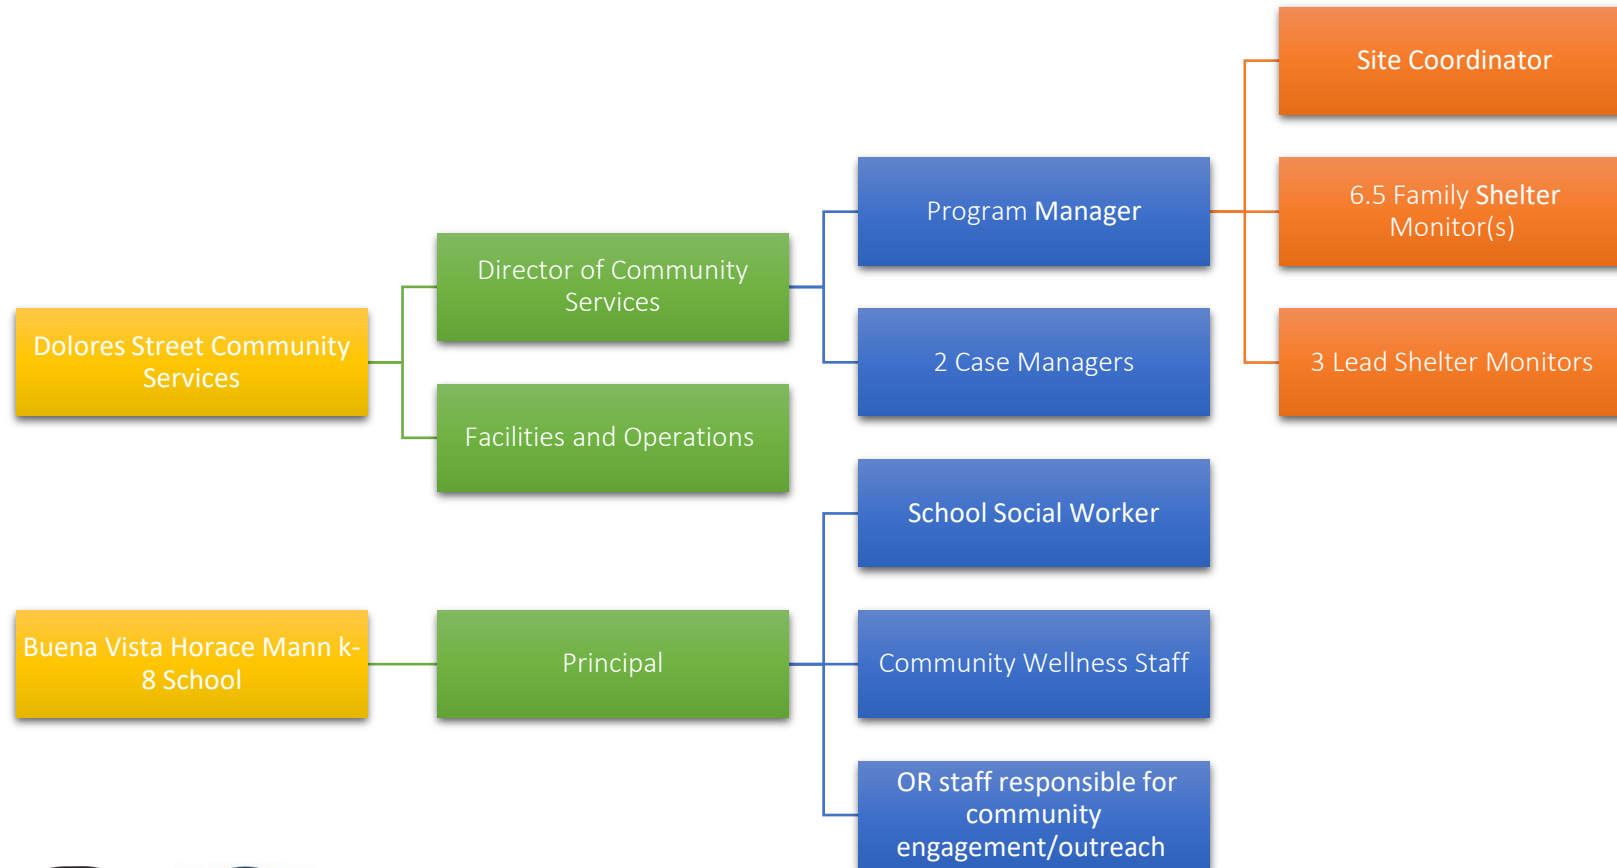 Site Coordinator
6.5 Family Shelter
Monitor(s)
Program Manager
Director of Community
Services
Dolores Street Community
Services
2 Case Managers
3 Lead Shelter Monitors
Facilities and Operations
School Social Worker
Buena Vista Horace Mann k-
8 School
Principal
Community Wellness Staff
OR staff responsible for
community
engagement/outreach